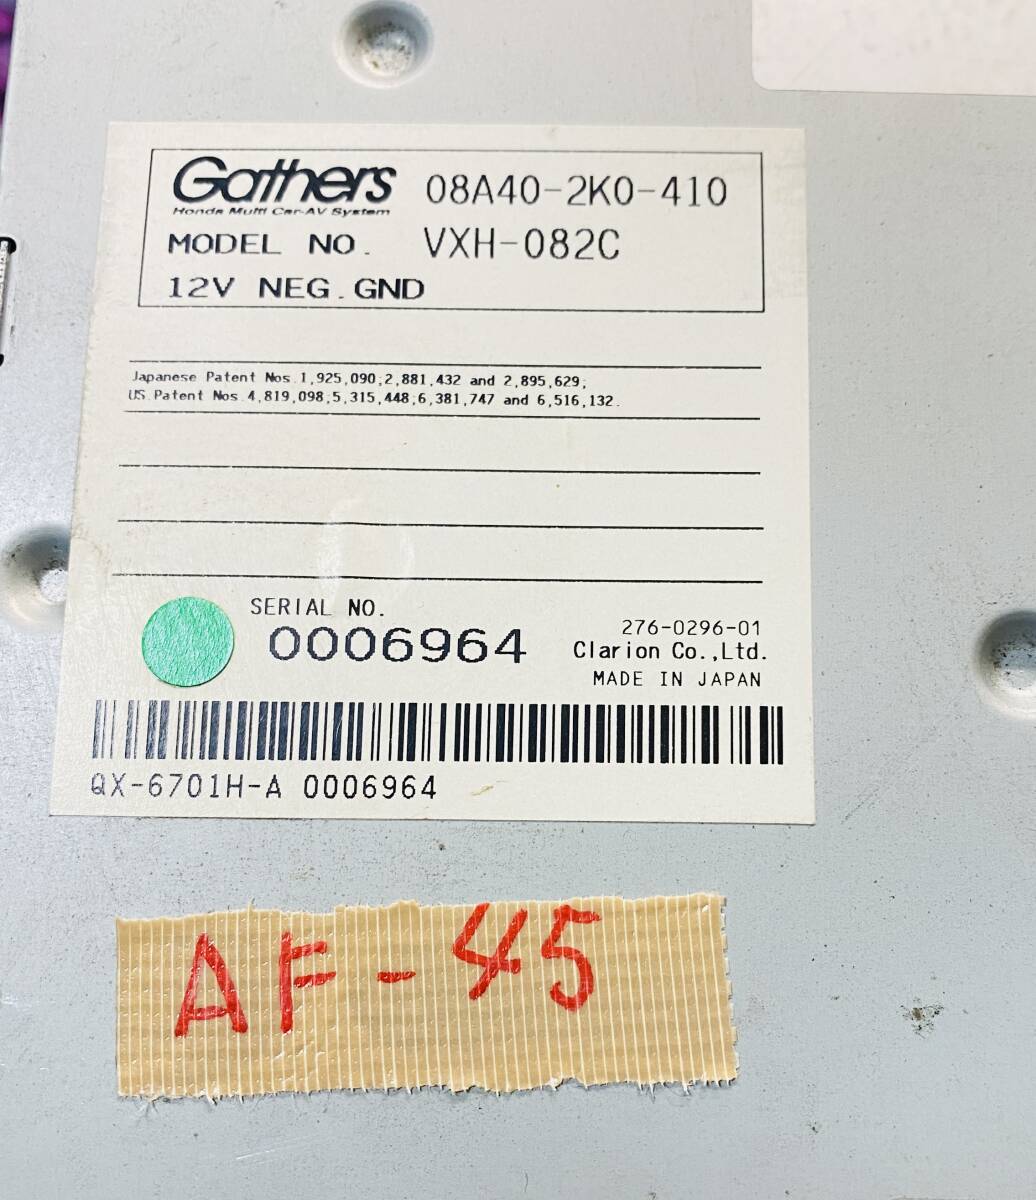 Gathers 08A40-2K0-410
Honda Multi Car-AV System
MODEL NO. VXH-082C
12V NEG.GND
Japanese Patent Nos.1,925,090;2,881,432 and 2,895,629;
US.Patent Nos.4,819,098;5,315,448;6,381,747 and 6,516,132.
SERIAL NO.
0006964
276-0296-01
Clarion Co.,Ltd.
MADE IN JAPAN
QX-6701H-A 0006964
AF-45